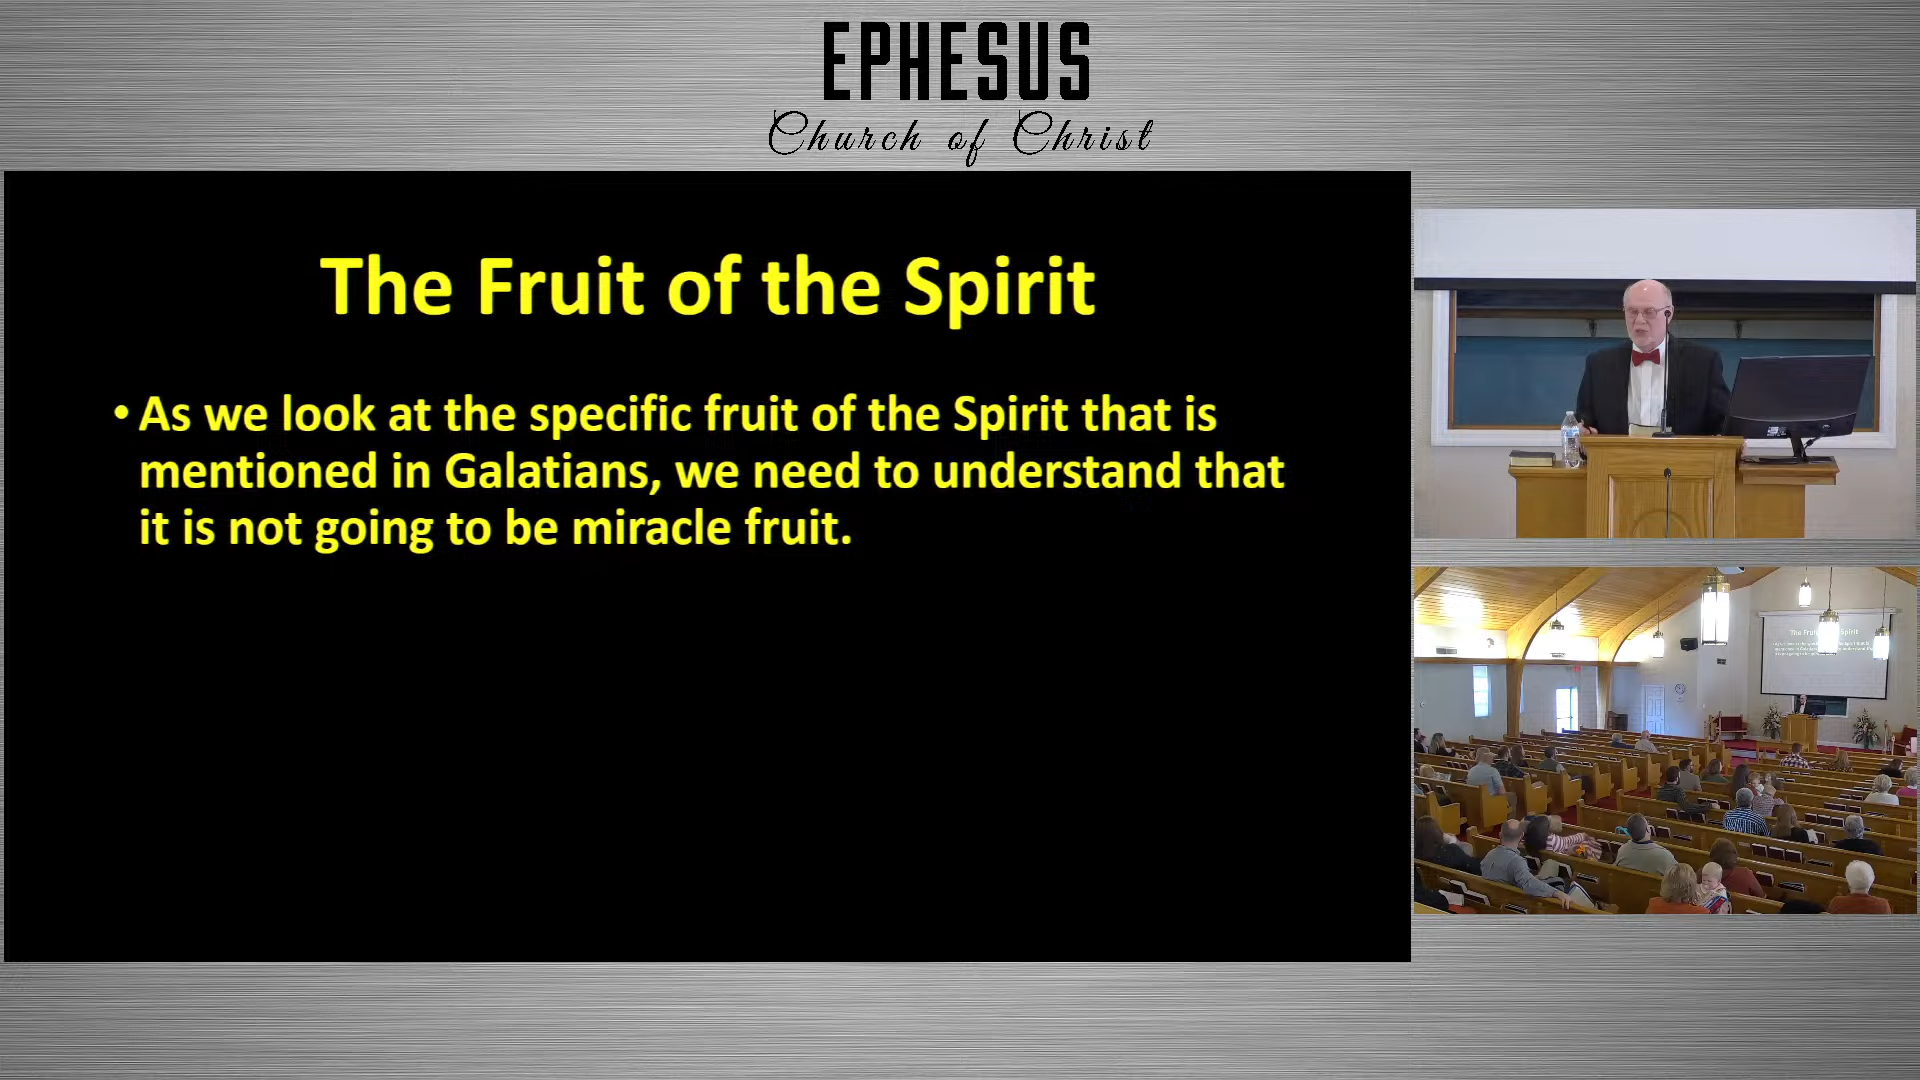 EPHESUS
Church of Christ
The Fruit of the Spirit
• As we look at the specific fruit of the Spirit that is
mentioned in Galatians, we need to understand that
it is not going to be miracle fruit.